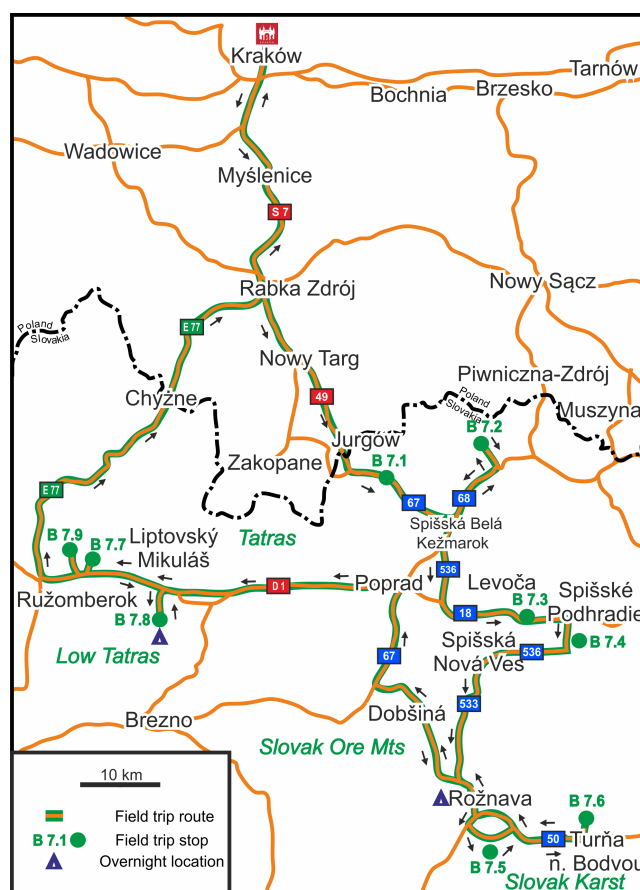 Kraków
Tarnów
Bochnia
Brzesko
Wadowice
Myślenice
S 7
Rabka Zdrój
Nowy Sącz
Poland
Slovakia
E 77
Nowy Targ
Piwniczna-Zdrój
Chyżne
49
Poland
Slovakia
Muszyna
B 7.2
Jurgów
Zakopane
B 7.1
E 77
67
68
Tatras
Spišská Belá
Kežmarok
B 7.9
B 7.7
Liptovský
Mikuláš
536
Ružomberok
D 1
Poprad
Levoča
Spišské
Podhradie
B 7.8
18
B 7.3
B 7.4
Low Tatras
67
Spišská
Nová Ves
536
533
Brezno
Dobšiná
Slovak Ore Mts
10 km
Rožnava
B 7.6
Field trip route
B 7.1
Field trip stop
Overnight location
B 7.5
50
Turňa
n. Bodvou
Slovak Karst